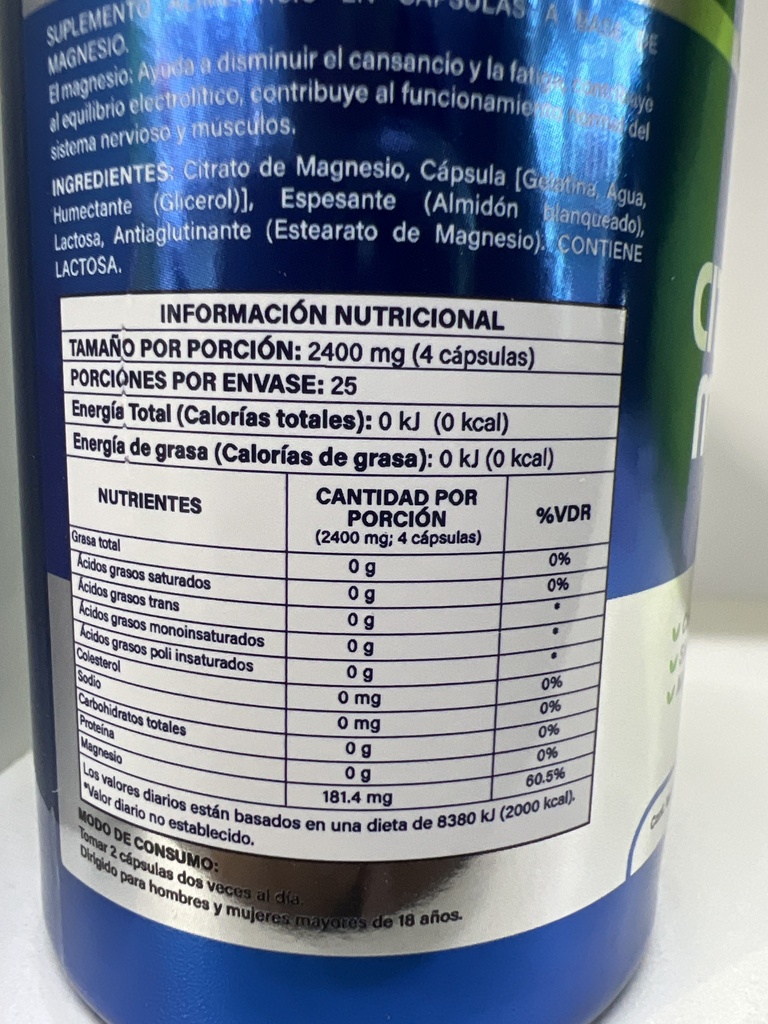 SUPLEMENTO EN CÁPSULAS A BASE DE
MAGNESIO.
El magnesio: Ayuda a disminuir el cansancio y la fatiga, contribuye
al equilibrio electrolítico, contribuye al funcionamiento normal del
sistema nervioso y músculos.
INGREDIENTES: Citrato de Magnesio, Cápsula [Gelatina, Agua,
Humectante (Glicerol)], Espesante (Almidón blanqueado),
Lactosa, Antiaglutinante (Estearato de Magnesio). CONTIENE
LACTOSA.
INFORMACIÓN NUTRICIONAL
TAMAÑO POR PORCIÓN: 2400 mg (4 cápsulas)
PORCIONES POR ENVASE: 25
Energía Total (Calorías totales): 0 kJ (0 kcal)
Energía de grasa (Calorías de grasa): 0 kJ (0 kcal)
NUTRIENTES CANTIDAD POR PORCIÓN (2400 mg; 4 cápsulas) %VDR
Grasa total 0 g 0%
Ácidos grasos saturados 0 g 0%
Ácidos grasos trans 0 g *
Ácidos grasos monoinsaturados 0 g *
Ácidos grasos poli insaturados 0 g *
Colesterol 0 mg 0%
Sodio 0 mg 0%
Carbohidratos totales 0 g 0%
Proteína 0 g 0%
Magnesio 181.4 mg 60.5%
Los valores diarios están basados en una dieta de 8380 kJ (2000 kcal).
*Valor diario no establecido.
MODO DE CONSUMO:
Tomar 2 cápsulas dos veces al día.
Dirigido para hombres y mujeres mayores de 18 años.